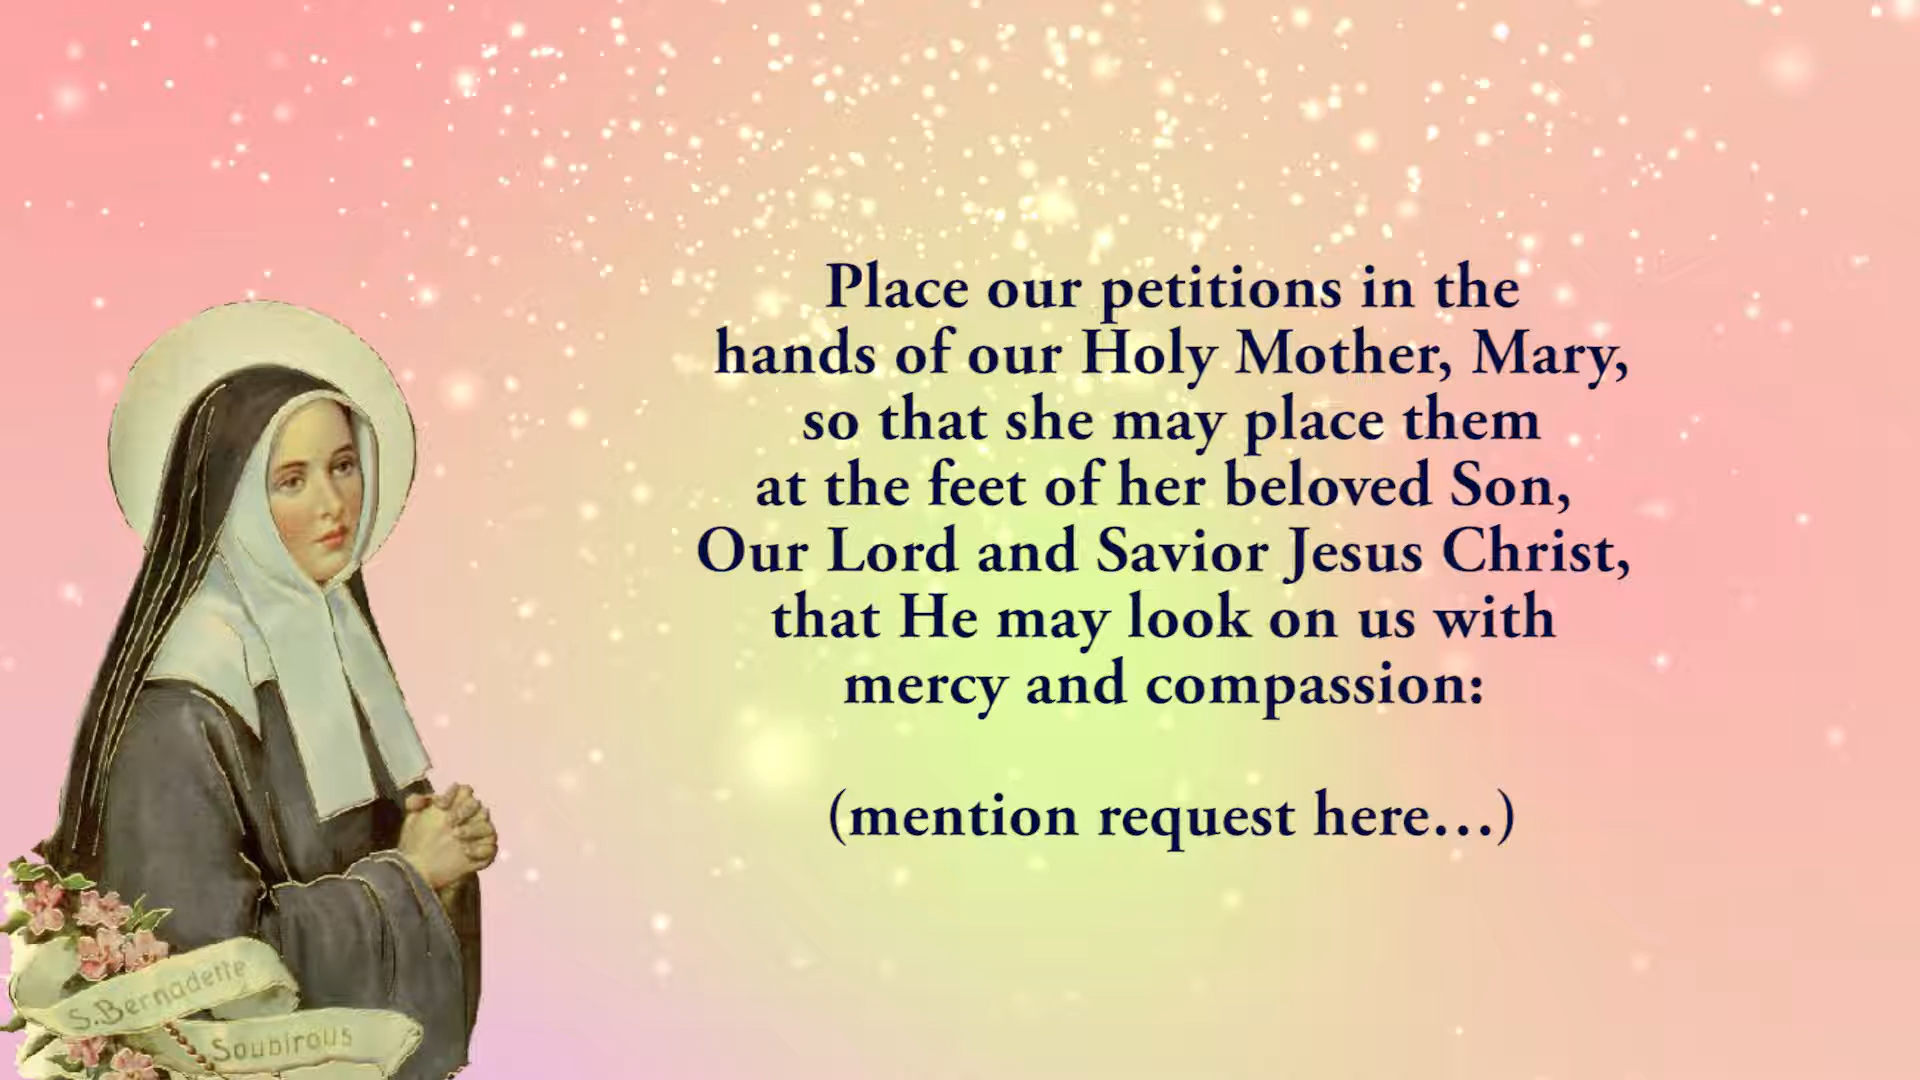 Place our petitions in the
hands of our Holy Mother, Mary,
so that she may place them
at the feet of her beloved Son,
Our Lord and Savior Jesus Christ,
that He may look on us with
mercy and compassion:
(mention request here...)
S. Bernadette
Soubirous